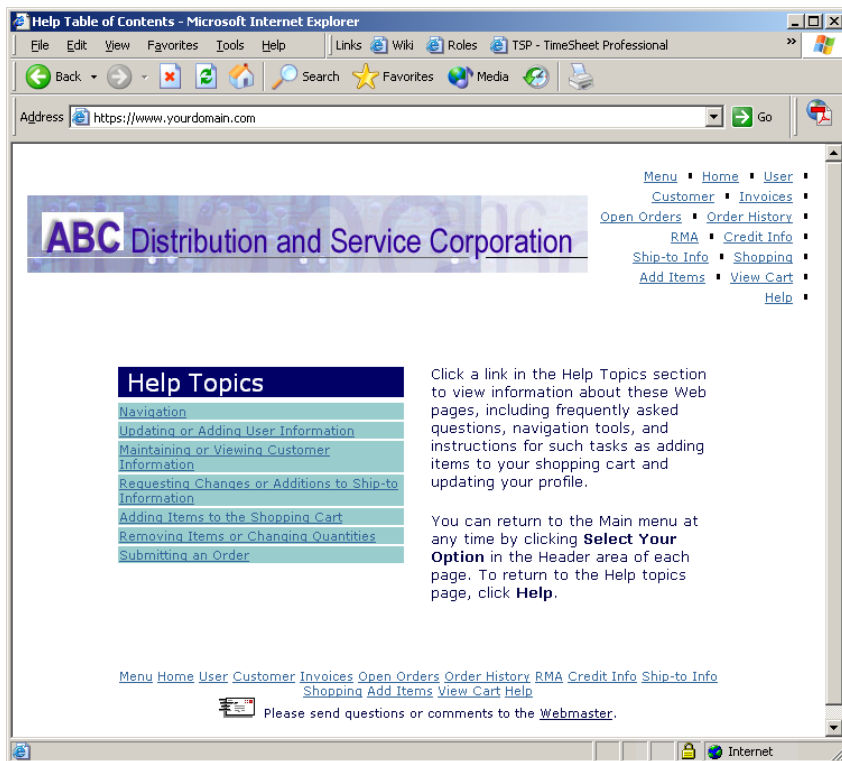 Help Table of Contents - Microsoft Internet Explorer
File Edit View Favorites Tools Help Links Wiki Roles TSP - TimeSheet Professional »
Back Search Favorites Media
Address https://www.yourdomain.com Go
Menu Home User
Customer Invoices
Open Orders Order History
RMA Credit Info
Ship-to Info Shopping
Add Items View Cart
Help
ABC Distribution and Service Corporation
Help Topics
Navigation
Updating or Adding User Information
Maintaining or Viewing Customer
Information
Requesting Changes or Additions to Ship-to
Information
Adding Items to the Shopping Cart
Removing Items or Changing Quantities
Submitting an Order
Click a link in the Help Topics section
to view information about these Web
pages, including frequently asked
questions, navigation tools, and
instructions for such tasks as adding
items to your shopping cart and
updating your profile.
You can return to the Main menu at
any time by clicking Select Your
Option in the Header area of each
page. To return to the Help topics
page, click Help.
Menu Home User Customer Invoices Open Orders Order History RMA Credit Info Ship-to Info
Shopping Add Items View Cart Help
Please send questions or comments to the Webmaster.
Internet